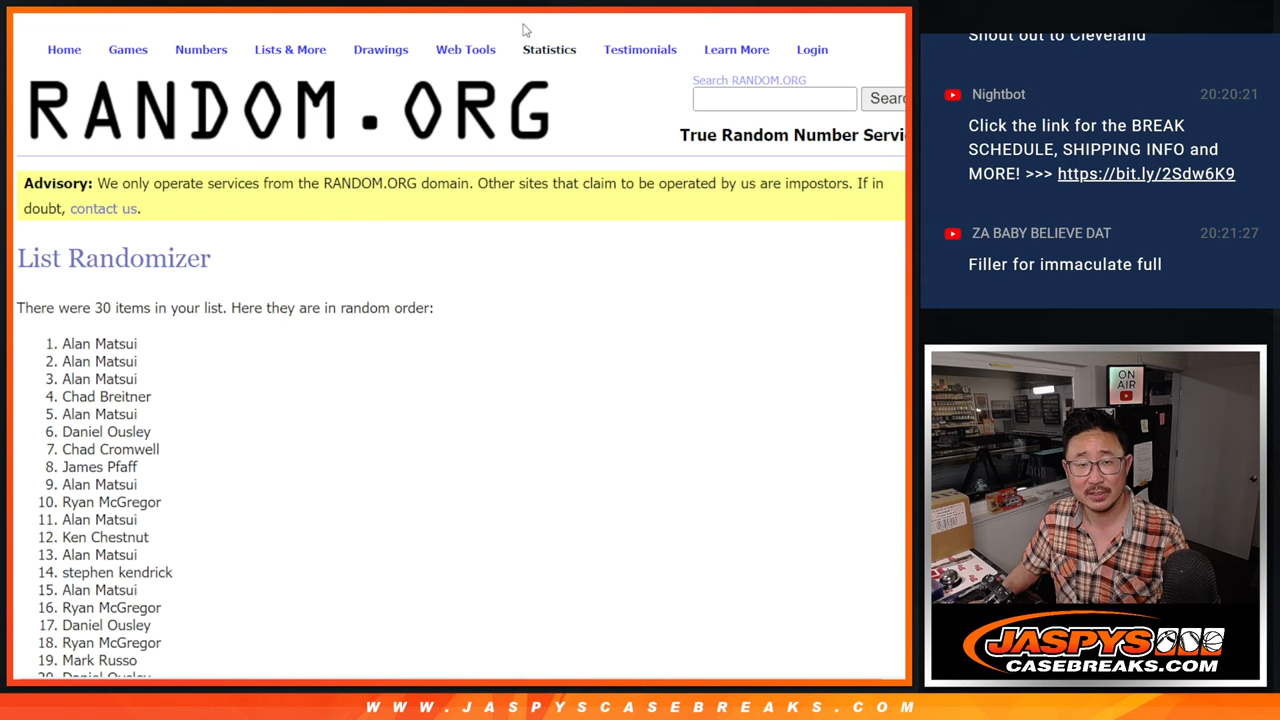 Home Games Numbers Lists & More Drawings Web Tools Statistics Testimonials Learn More Login
RANDOM.ORG
Search RANDOM.ORG
Searc
True Random Number Servi
Advisory: We only operate services from the RANDOM.ORG domain. Other sites that claim to be operated by us are impostors. If in
doubt, contact us.
List Randomizer
There were 30 items in your list. Here they are in random order:
1. Alan Matsui
2. Alan Matsui
3. Alan Matsui
4. Chad Breitner
5. Alan Matsui
6. Daniel Ousley
7. Chad Cromwell
8. James Pfaff
9. Alan Matsui
10. Ryan McGregor
11. Alan Matsui
12. Ken Chestnut
13. Alan Matsui
14. stephen kendrick
15. Alan Matsui
16. Ryan McGregor
17. Daniel Ousley
18. Ryan McGregor
19. Mark Russo
20. Daniel Ousley
Shout out to Cleveland
Nightbot 20:20:21
Click the link for the BREAK
SCHEDULE, SHIPPING INFO and
MORE! >>> https://bit.ly/2Sdw6K9
ZA BABY BELIEVE DAT 20:21:27
Filler for immaculate full
ON
AIR
JASPYS
CASEBREAKS.COM
WWW.JASPYSCASEBREAKS.COM